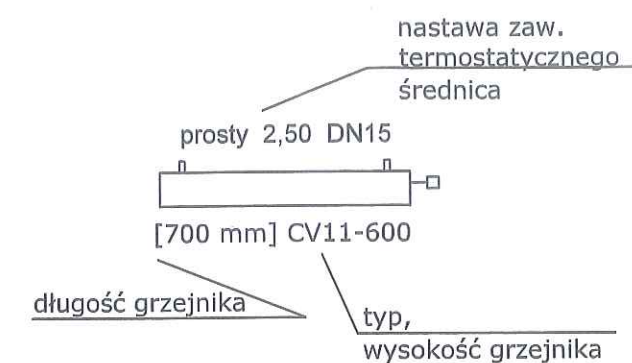 nastawa zaw.
termostatycznego
średnica
prosty 2,50 DN15
[700 mm] CV11-600
długość grzejnika
typ,
wysokość grzejnika